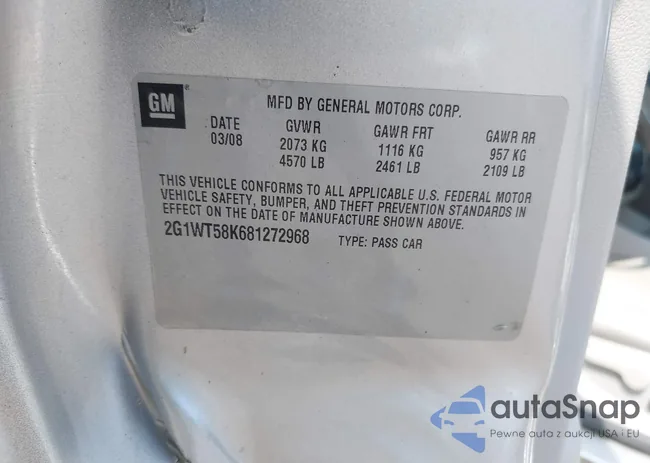 GM
MFD BY GENERAL MOTORS CORP.
DATE GVWR GAWR FRT GAWR RR
03/08 2073 KG 1116 KG 957 KG
4570 LB 2461 LB 2109 LB
THIS VEHICLE CONFORMS TO ALL APPLICABLE U.S. FEDERAL MOTOR
VEHICLE SAFETY, BUMPER, AND THEFT PREVENTION STANDARDS IN
EFFECT ON THE DATE OF MANUFACTURE SHOWN ABOVE.
2G1WT58K681272968 TYPE: PASS CAR
autaSnap
Pewne auta z aukcji USA i EU